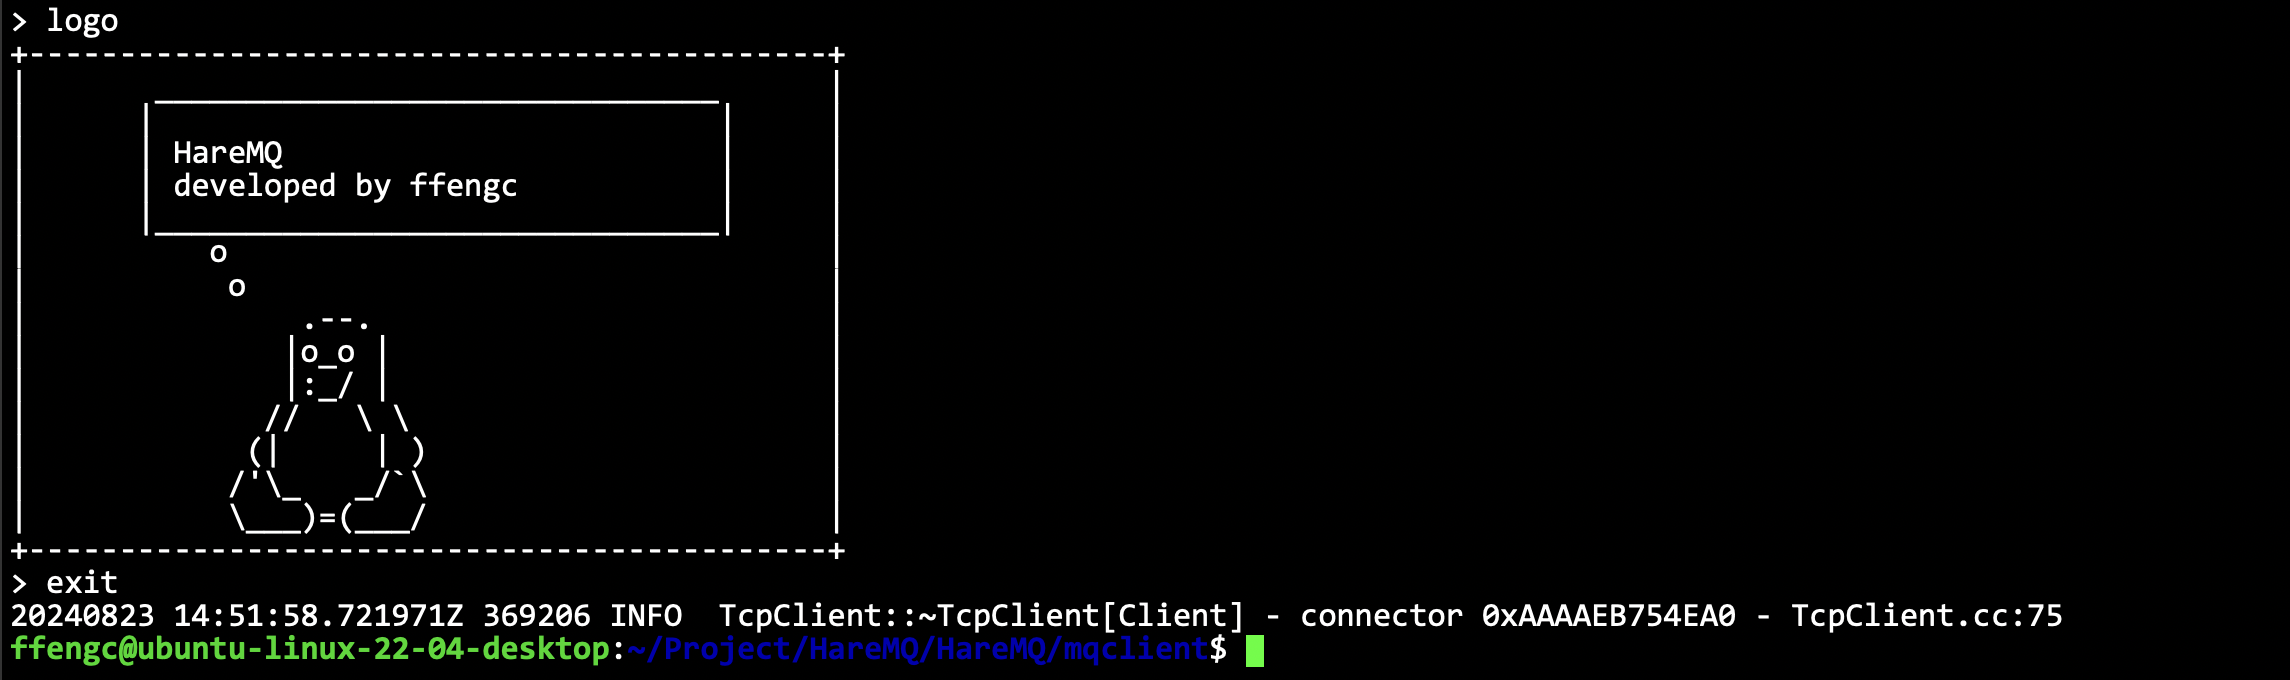 > logo
+--------------------------------------------+
HareMQ
developed by ffengc
o
o
.--.
|o_o |
|:_/ |
//   \ \
(|     | )
/'\_   _/`\
\___)=(___/
+--------------------------------------------+
> exit
20240823 14:51:58.721971Z 369206 INFO  TcpClient::~TcpClient[Client] - connector 0xAAAAEB754EA0 - TcpClient.cc:75
ffengc@ubuntu-linux-22-04-desktop:~/Project/HareMQ/HareMQ/mqclient$